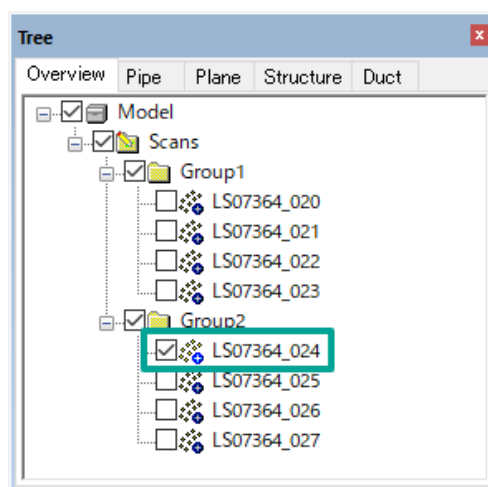 Tree
Overview Pipe Plane Structure Duct
Model
Scans
Group1
LS07364_020
LS07364_021
LS07364_022
LS07364_023
Group2
LS07364_024
LS07364_025
LS07364_026
LS07364_027